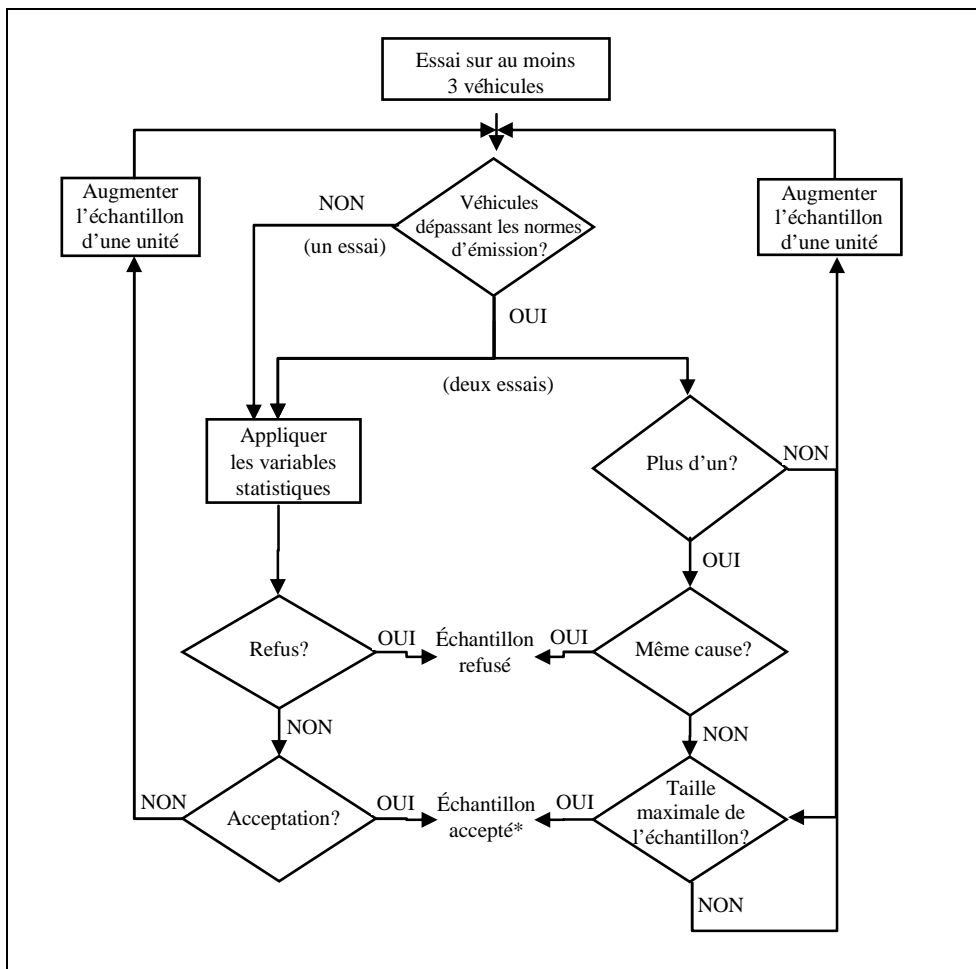 Essai sur au moins
3 véhicules
Augmenter
l'échantillon
d'une unité
NON
(un essai)
Véhicules
dépassant les normes
d'émission?
Augmenter
l'échantillon
d'une unité
OUI
(deux essais)
Appliquer
les variables
statistiques
Plus d'un?
NON
OUI
Refus?
OUI
Échantillon
refusé
OUI
Même cause?
NON
NON
NON
Acceptation?
OUI
Échantillon
accepté*
OUI
Taille
maximale de
l'échantillon?
NON